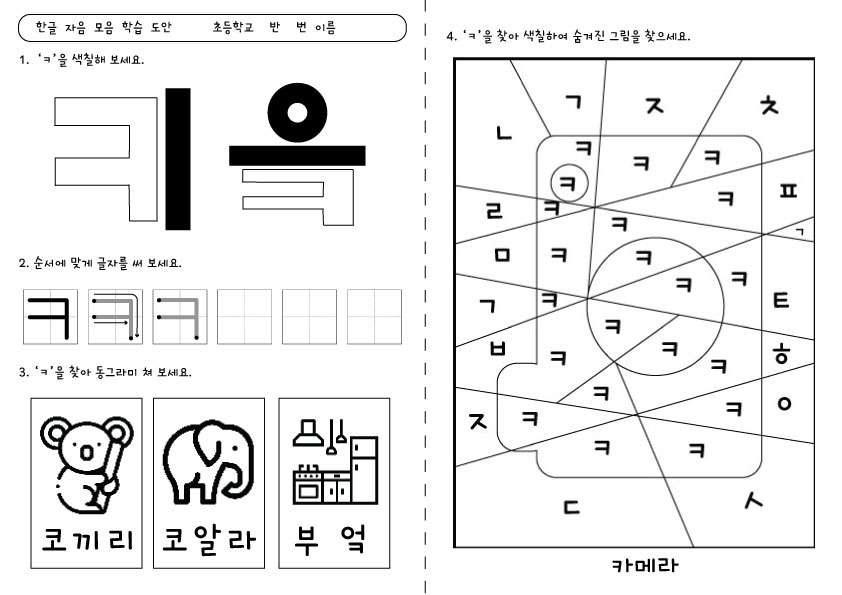 한글 자음 모음 학습 도안 초등학교 반 번 이름
1. 'ㅋ'을 색칠해 보세요.
키읔
2. 순서에 맞게 글자를 써 보세요.
ㅋ ㅋ ㅋ
3. 'ㅋ'을 찾아 동그라미 쳐 보세요.
코끼리 코알라 부엌
4. 'ㅋ'을 찾아 색칠하여 숨겨진 그림을 찾으세요.
ㄱ ㅈ ㅊ
ㄴ
ㅋ ㅋ ㅋ
ㅋ ㅋ ㅍ
ㄹ ㅋ ㅋ ㄱ
ㅁ ㅋ ㅋ
ㄱ ㅋ ㅋ ㅋ ㅌ
ㅋ
ㅂ ㅋ ㅋ ㅋ ㅎ
ㅈ ㅋ ㅋ ㅋ ㅇ
ㅋ ㅋ
ㄷ ㅅ
카메라